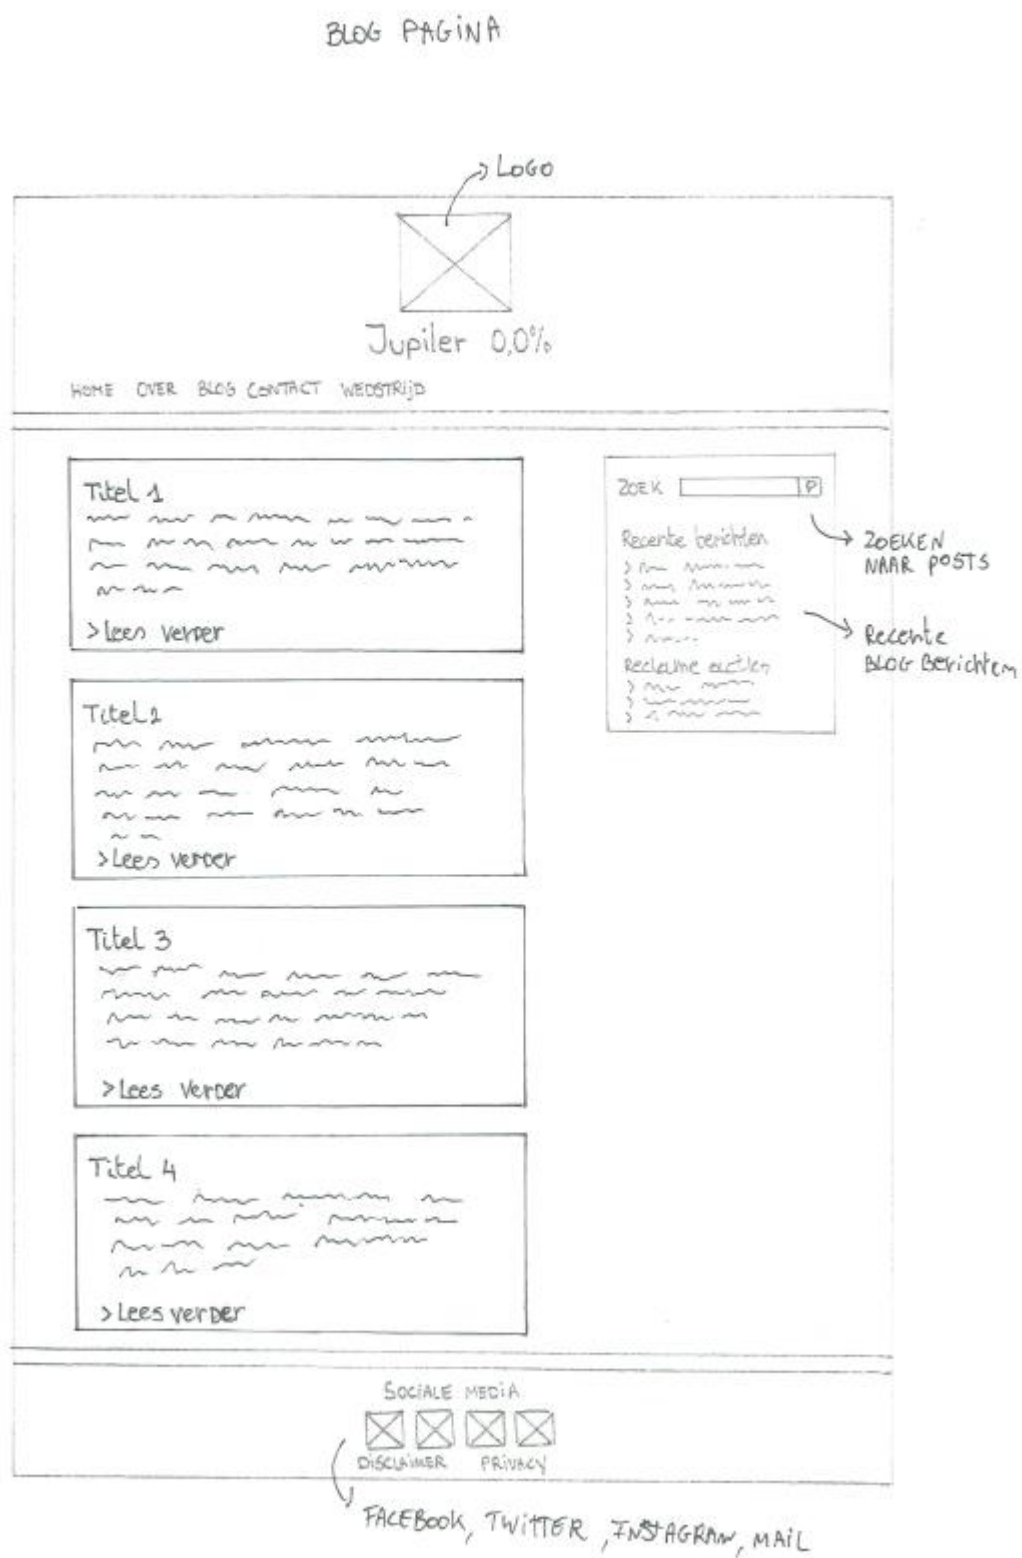 BLOG PAGINA
LOGO
Jupiler 0,0%
HOME OVER BLOG CONTACT WEDSTRIJD
Titel 1
>Lees verder
Titel 2
>Lees verder
Titel 3
>Lees verder
Titel 4
>Lees verder
ZOEK
Recente berichten
Reclame acties
ZOEKEN
NAAR POSTS
Recente
BLOG Berichten
SOCIALE MEDIA
DISCLAIMER PRIVACY
FACEBOOK, TWITTER, INSTAGRAM, MAIL